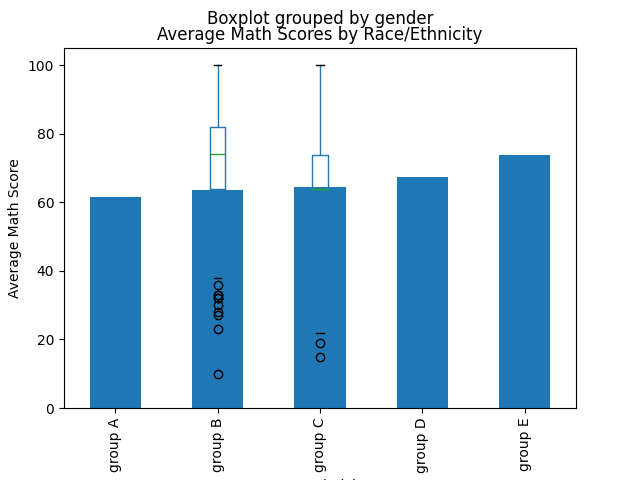 Boxplot grouped by gender
Average Math Scores by Race/Ethnicity
100
80
60
40
20
0
Average Math Score
group A
group B
group C
group D
group E